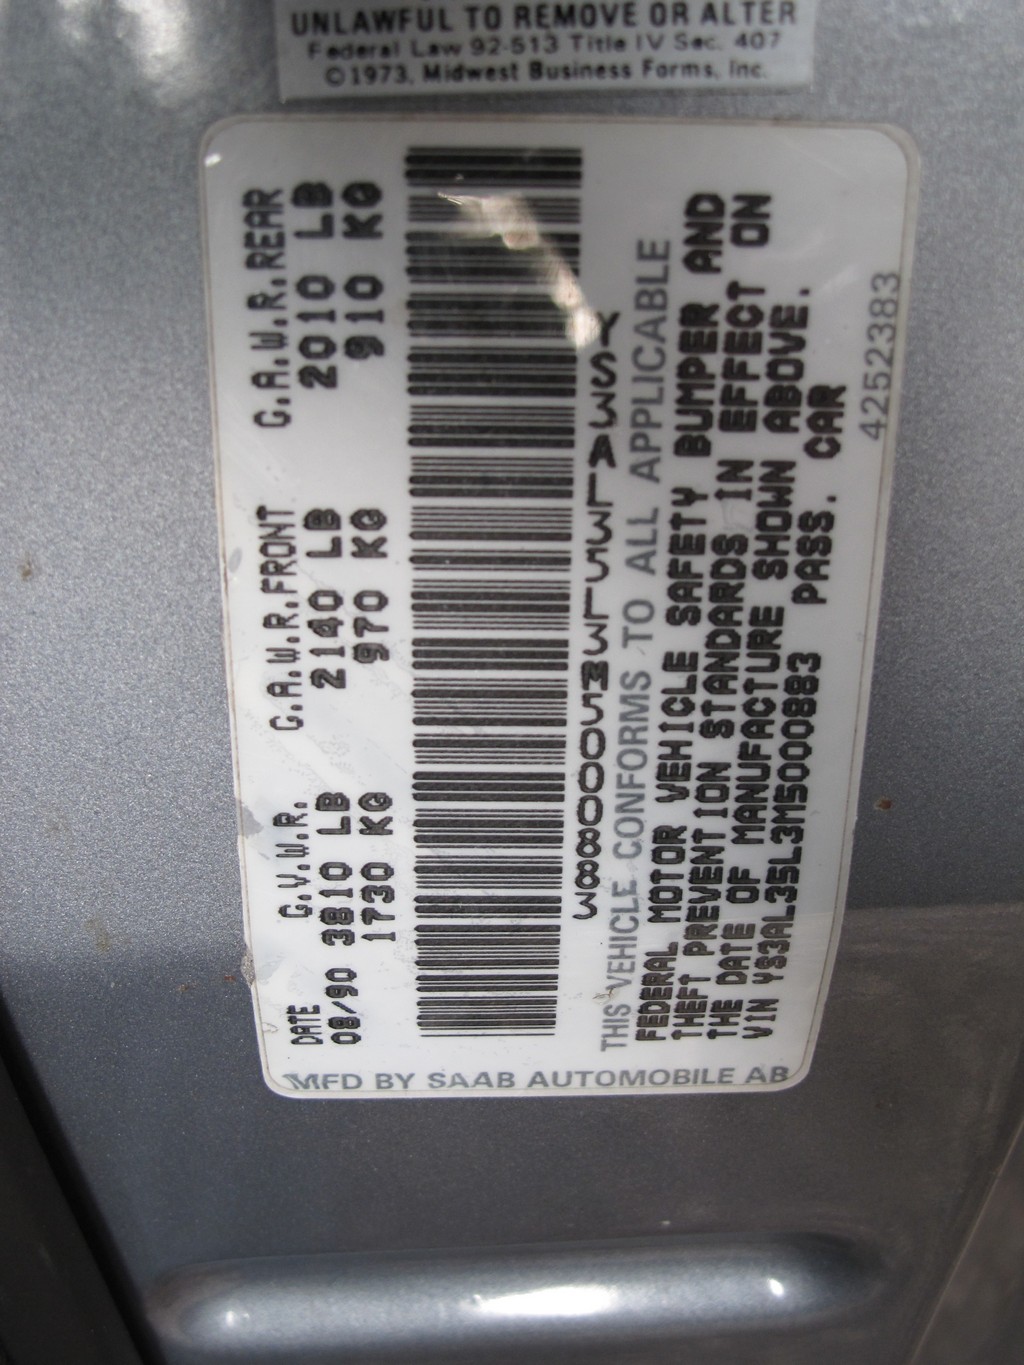 UNLAWFUL TO REMOVE OR ALTER
Federal Law 92-513 Title IV Sec. 407
©1973, Midwest Business Forms, Inc.
MFD BY SAAB AUTOMOBILE AB
DATE G.V.W.R. G.A.W.R.FRONT G.A.W.R.REAR
08/90 3810 LB 2140 LB 2010 LB
1730 KG 970 KG 910 KG
YS3AL35L3M5000883
THIS VEHICLE CONFORMS TO ALL APPLICABLE
FEDERAL MOTOR VEHICLE SAFETY BUMPER AND
THEFT PREVENTION STANDARDS IN EFFECT ON
THE DATE OF MANUFACTURE SHOWN ABOVE.
VIN YS3AL35L3M5000883 PASS. CAR
4252383